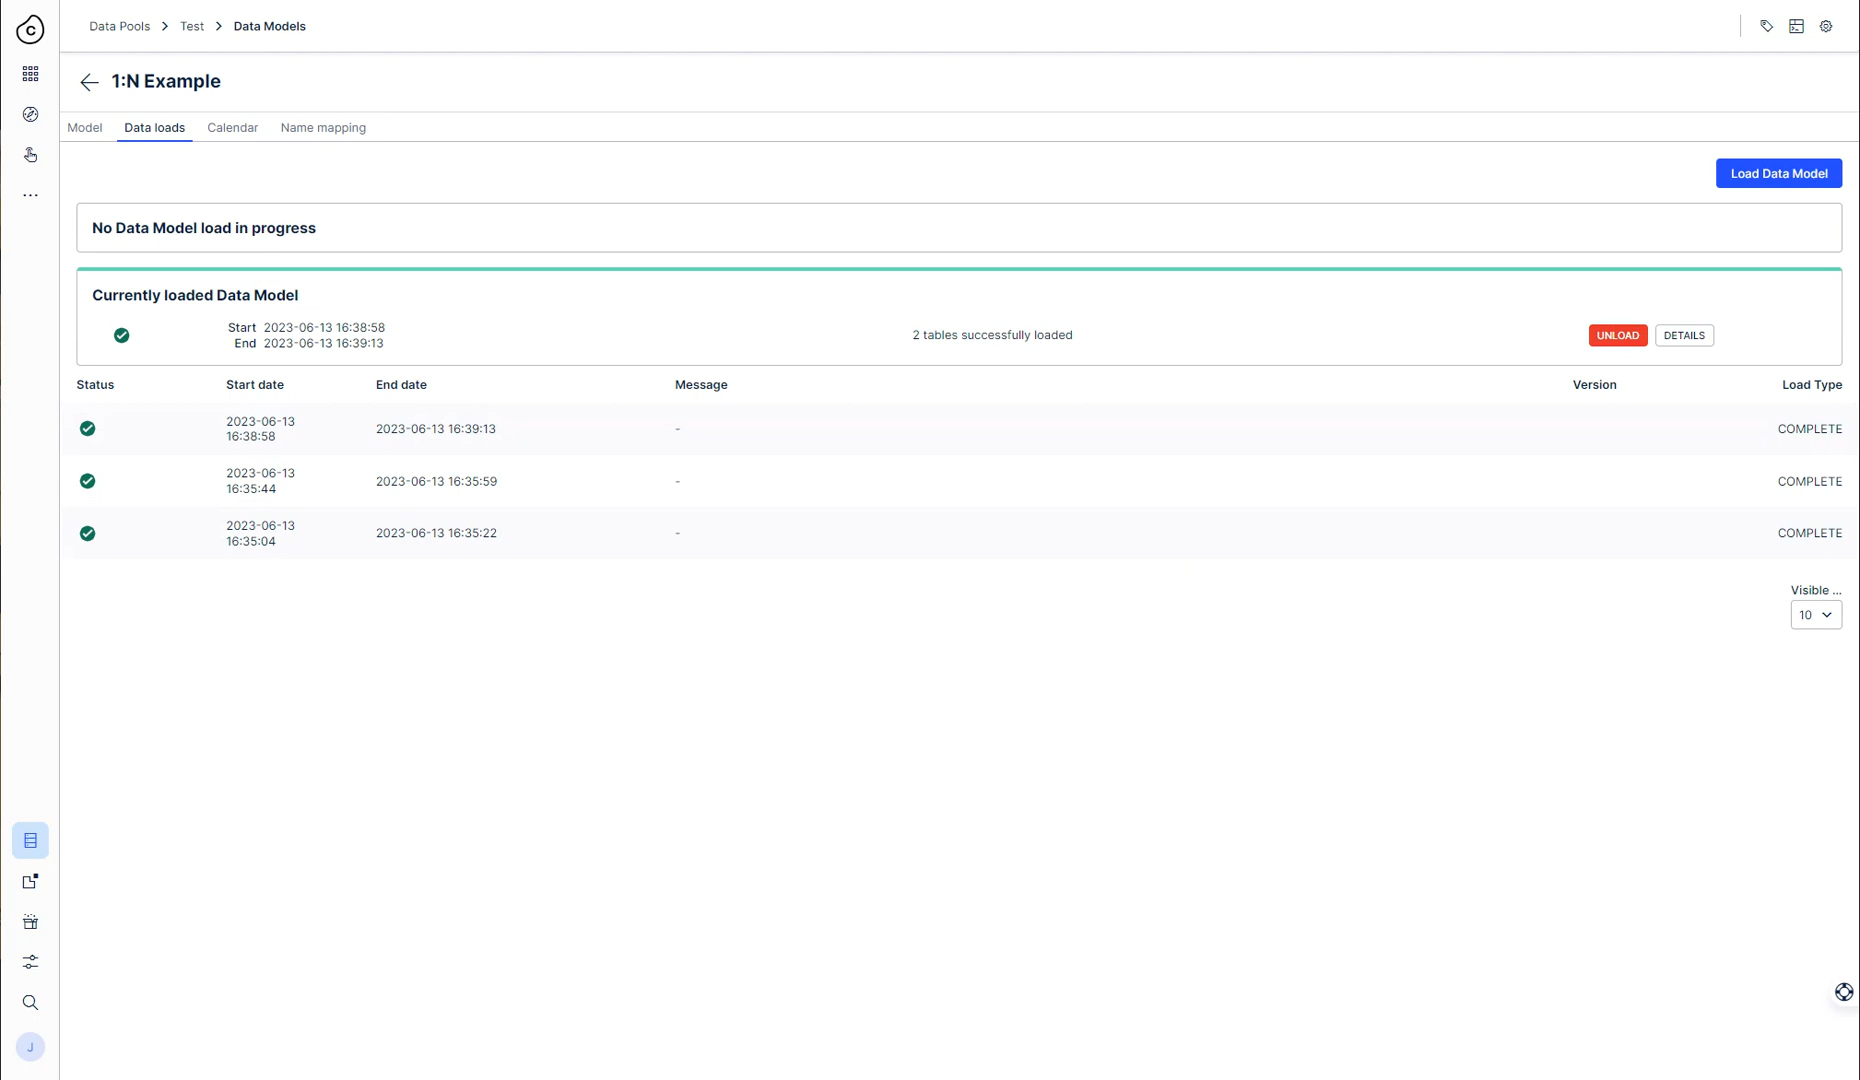 C
Data Pools > Test > Data Models
1:N Example
Model Data loads Calendar Name mapping
Load Data Model
No Data Model load in progress
Currently loaded Data Model
Start 2023-06-13 16:38:58
End 2023-06-13 16:39:13
2 tables successfully loaded
UNLOAD DETAILS
Status Start date End date Message Version Load Type
2023-06-13
16:38:58
2023-06-13 16:39:13 - COMPLETE
2023-06-13
16:35:44
2023-06-13 16:35:59 - COMPLETE
2023-06-13
16:35:04
2023-06-13 16:35:22 - COMPLETE
Visible ...
10
J